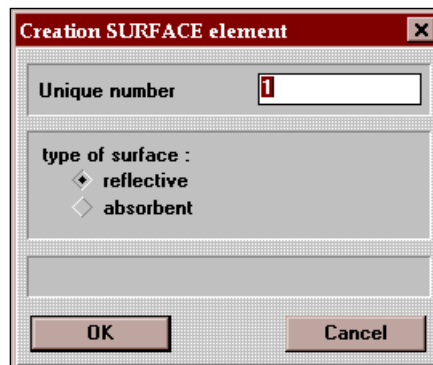 Creation SURFACE element
Unique number 1
type of surface :
reflective
absorbent
OK Cancel